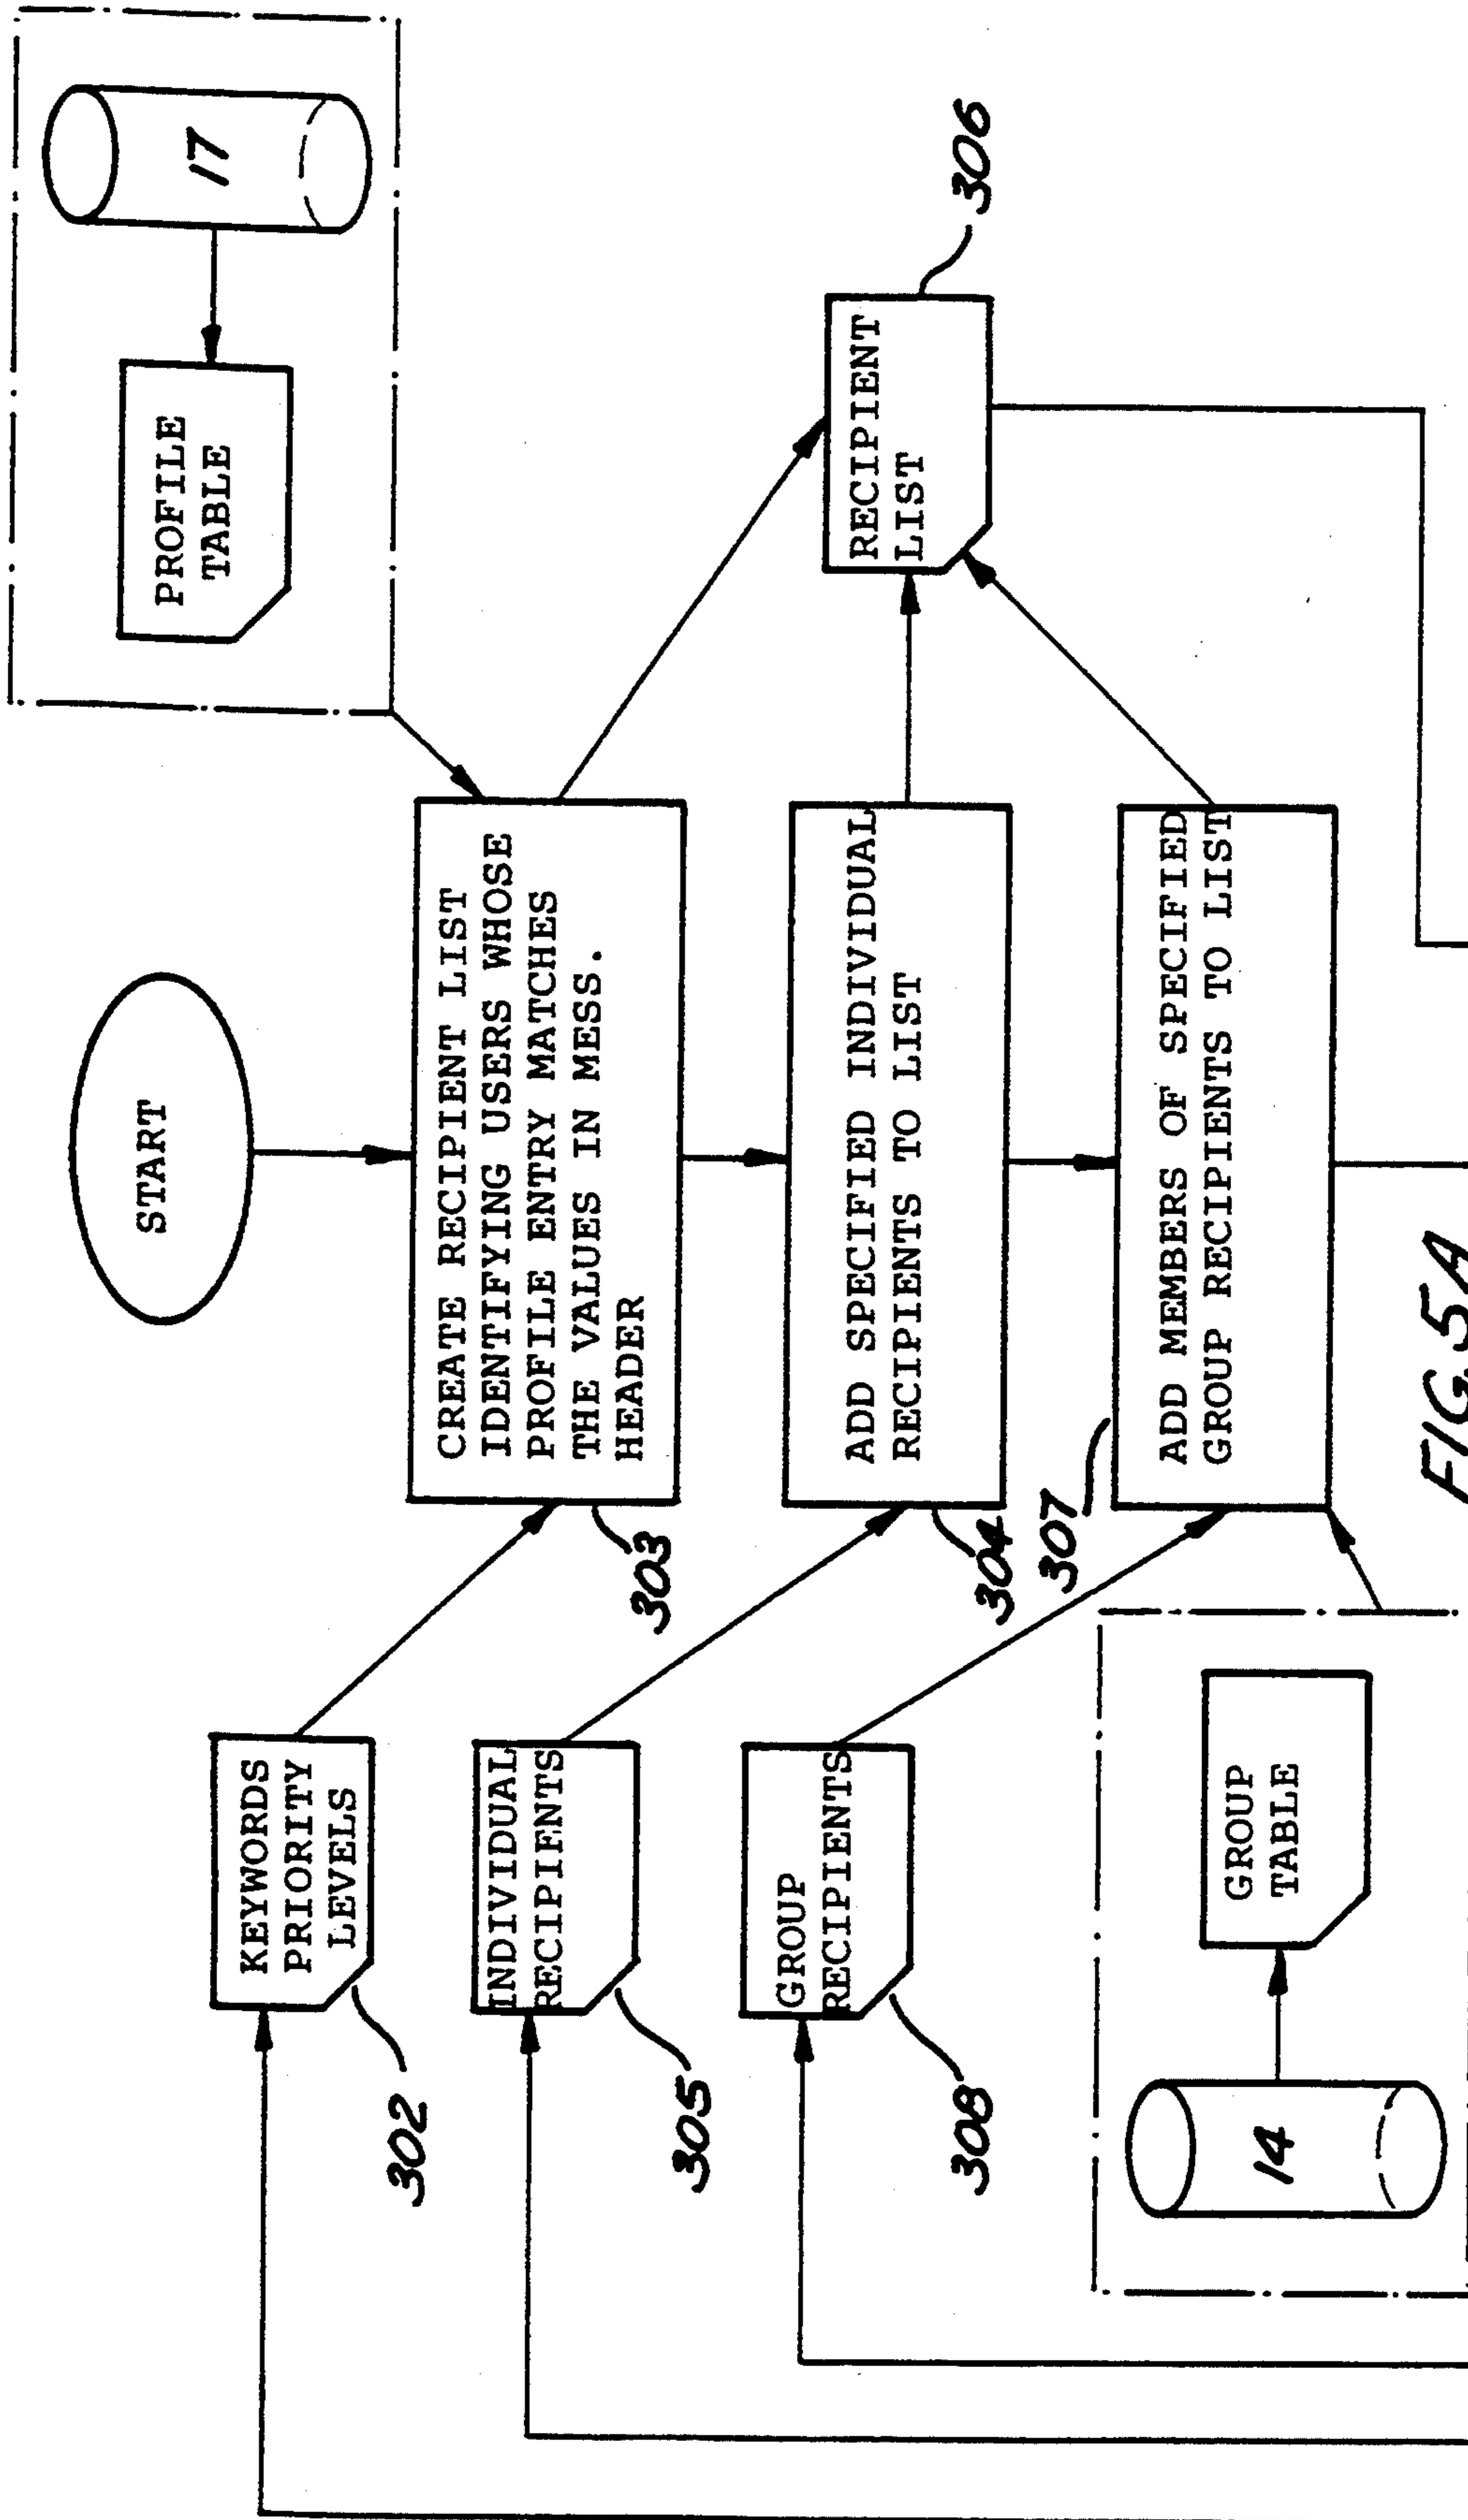 START
17
PROFILE
TABLE
KEYWORDS
PRIORITY
LEVELS
302
CREATE RECIPIENT LIST
IDENTIFYING USERS WHOSE
PROFILE ENTRY MATCHES
THE VALUES IN MESS.
HEADER
303
INDIVIDUAL
RECIPIENTS
305
ADD SPECIFIED INDIVIDUAL
RECIPIENTS TO LIST
304
RECIPIENT
LIST
306
GROUP
RECIPIENTS
308
307
ADD MEMBERS OF SPECIFIED
GROUP RECIPIENTS TO LIST
14
GROUP
TABLE
FIG. 5A